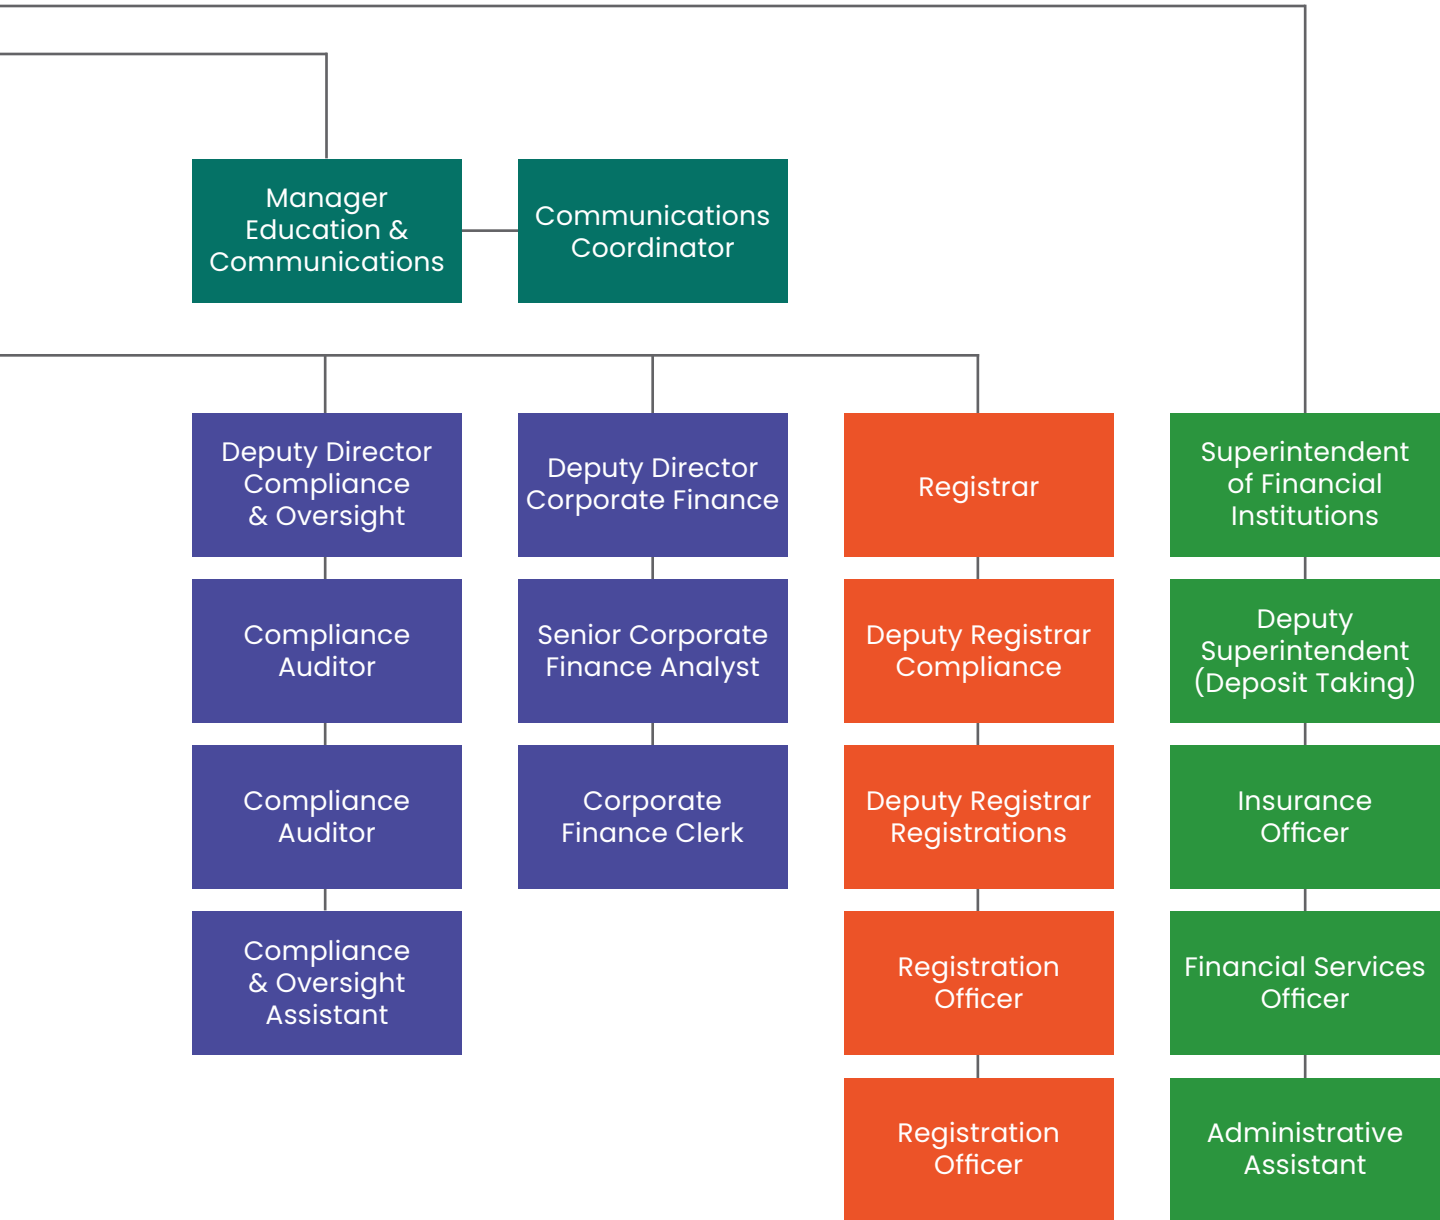 Manager
Education &
Communications
Communications
Coordinator
Deputy Director
Compliance
& Oversight
Compliance
Auditor
Compliance
Auditor
Compliance
& Oversight
Assistant
Deputy Director
Corporate Finance
Senior Corporate
Finance Analyst
Corporate
Finance Clerk
Registrar
Deputy Registrar
Compliance
Deputy Registrar
Registrations
Registration
Officer
Registration
Officer
Superintendent
of Financial
Institutions
Deputy
Superintendent
(Deposit Taking)
Insurance
Officer
Financial Services
Officer
Administrative
Assistant